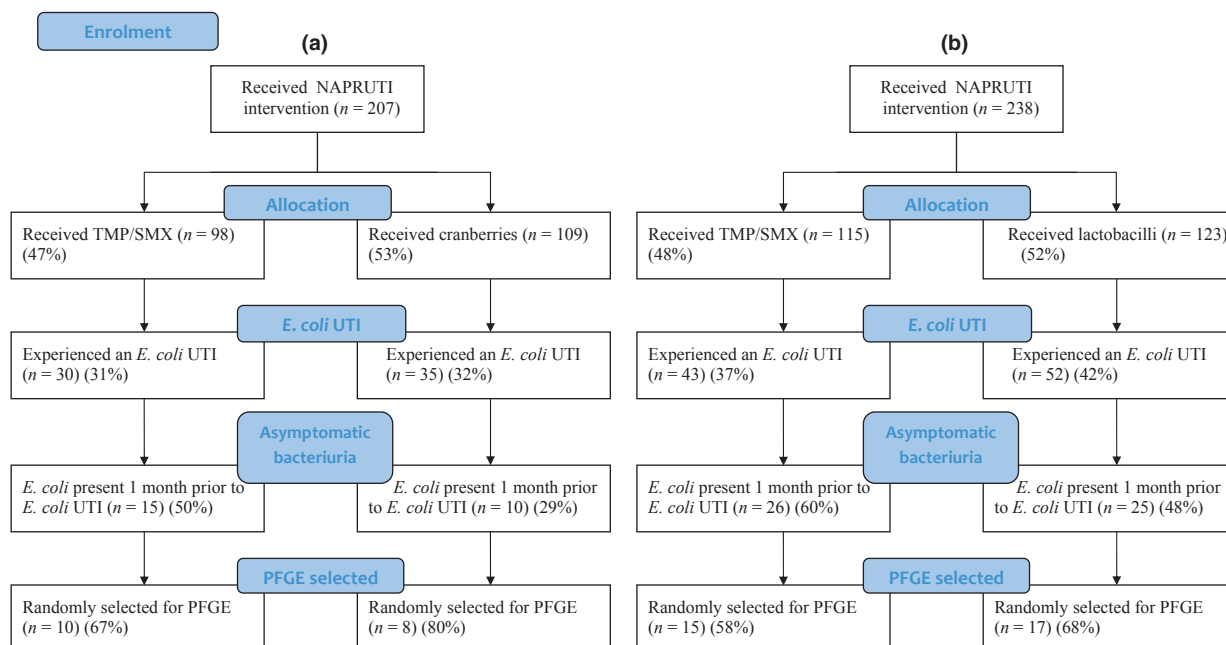 Enrolment
(a)
Received NAPRUTI
intervention (n = 207)
Allocation
Received TMP/SMX (n = 98)
(47%)
Received cranberries (n = 109)
(53%)
E. coli UTI
Experienced an E. coli UTI
(n = 30) (31%)
Experienced an E. coli UTI
(n = 35) (32%)
Asymptomatic
bacteriuria
E. coli present 1 month prior to
E. coli UTI (n = 15) (50%)
E. coli present 1 month prior
to E. coli UTI (n = 10) (29%)
PFGE selected
Randomly selected for PFGE
(n = 10) (67%)
Randomly selected for PFGE
(n = 8) (80%)
(b)
Received NAPRUTI
intervention (n = 238)
Allocation
Received TMP/SMX (n = 115)
(48%)
Received lactobacilli (n = 123)
(52%)
E. coli UTI
Experienced an E. coli UTI
(n = 43) (37%)
Experienced an E. coli UTI
(n = 52) (42%)
Asymptomatic
bacteriuria
E. coli present 1 month prior to
E. coli UTI (n = 26) (60%)
E. coli present 1 month prior
to E. coli UTI (n = 25) (48%)
PFGE selected
Randomly selected for PFGE
(n = 15) (58%)
Randomly selected for PFGE
(n = 17) (68%)